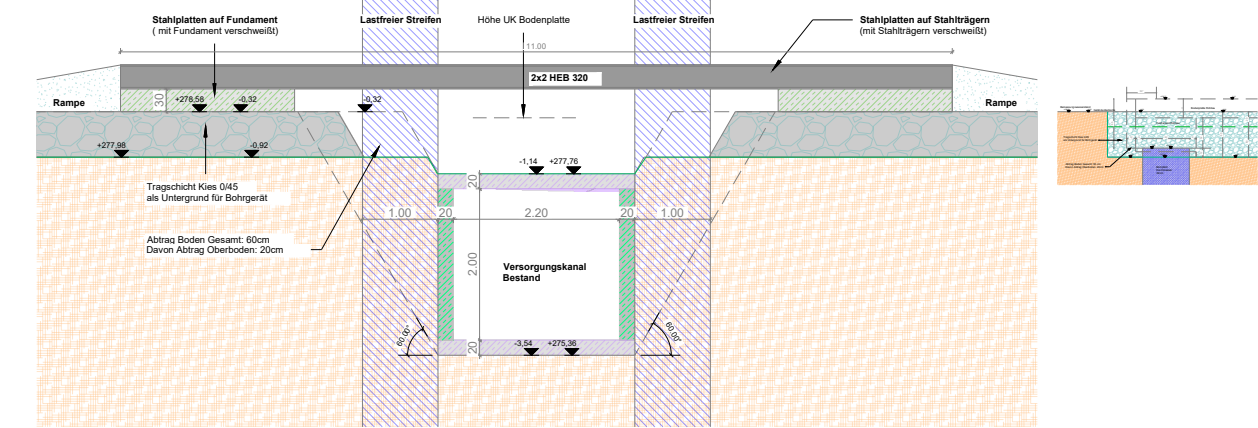 Stahlplatten auf Fundament
( mit Fundament verschweißt)
Lastfreier Streifen
Höhe UK Bodenplatte
Lastfreier Streifen
Stahlplatten auf Stahlträgern
(mit Stahlträgern verschweißt)
11.00
2x2 HEB 320
Rampe
30
+278,58
-0,32
-0,32
Rampe
+277,98
-0,92
-1,14
+277,76
20
Tragschicht Kies 0/45
als Untergrund für Bohrgerät
1.00
20
2.20
20
1.00
Abtrag Boden Gesamt: 60cm
Davon Abtrag Oberboden: 20cm
2.00
Versorgungskanal
Bestand
60.00°
60.00°
20
-3,54
+275,36